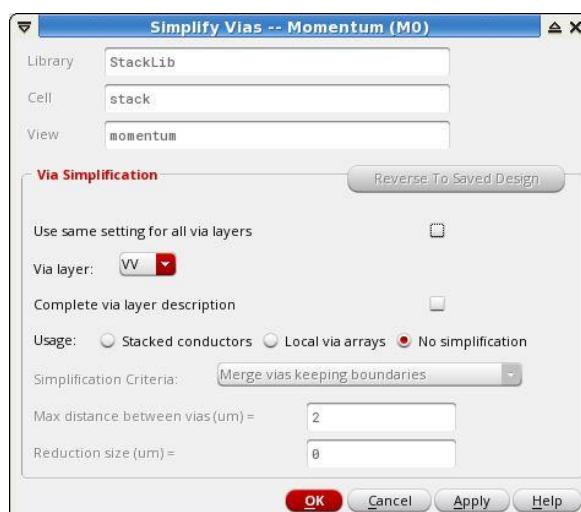 Simplify Vias -- Momentum (M0)
Library StackLib
Cell stack
View momentum
Via Simplification Reverse To Saved Design
Use same setting for all via layers
Via layer: VV
Complete via layer description
Usage: Stacked conductors Local via arrays No simplification
Simplification Criteria: Merge vias keeping boundaries
Max distance between vias (um) = 2
Reduction size (um) = 0
OK Cancel Apply Help